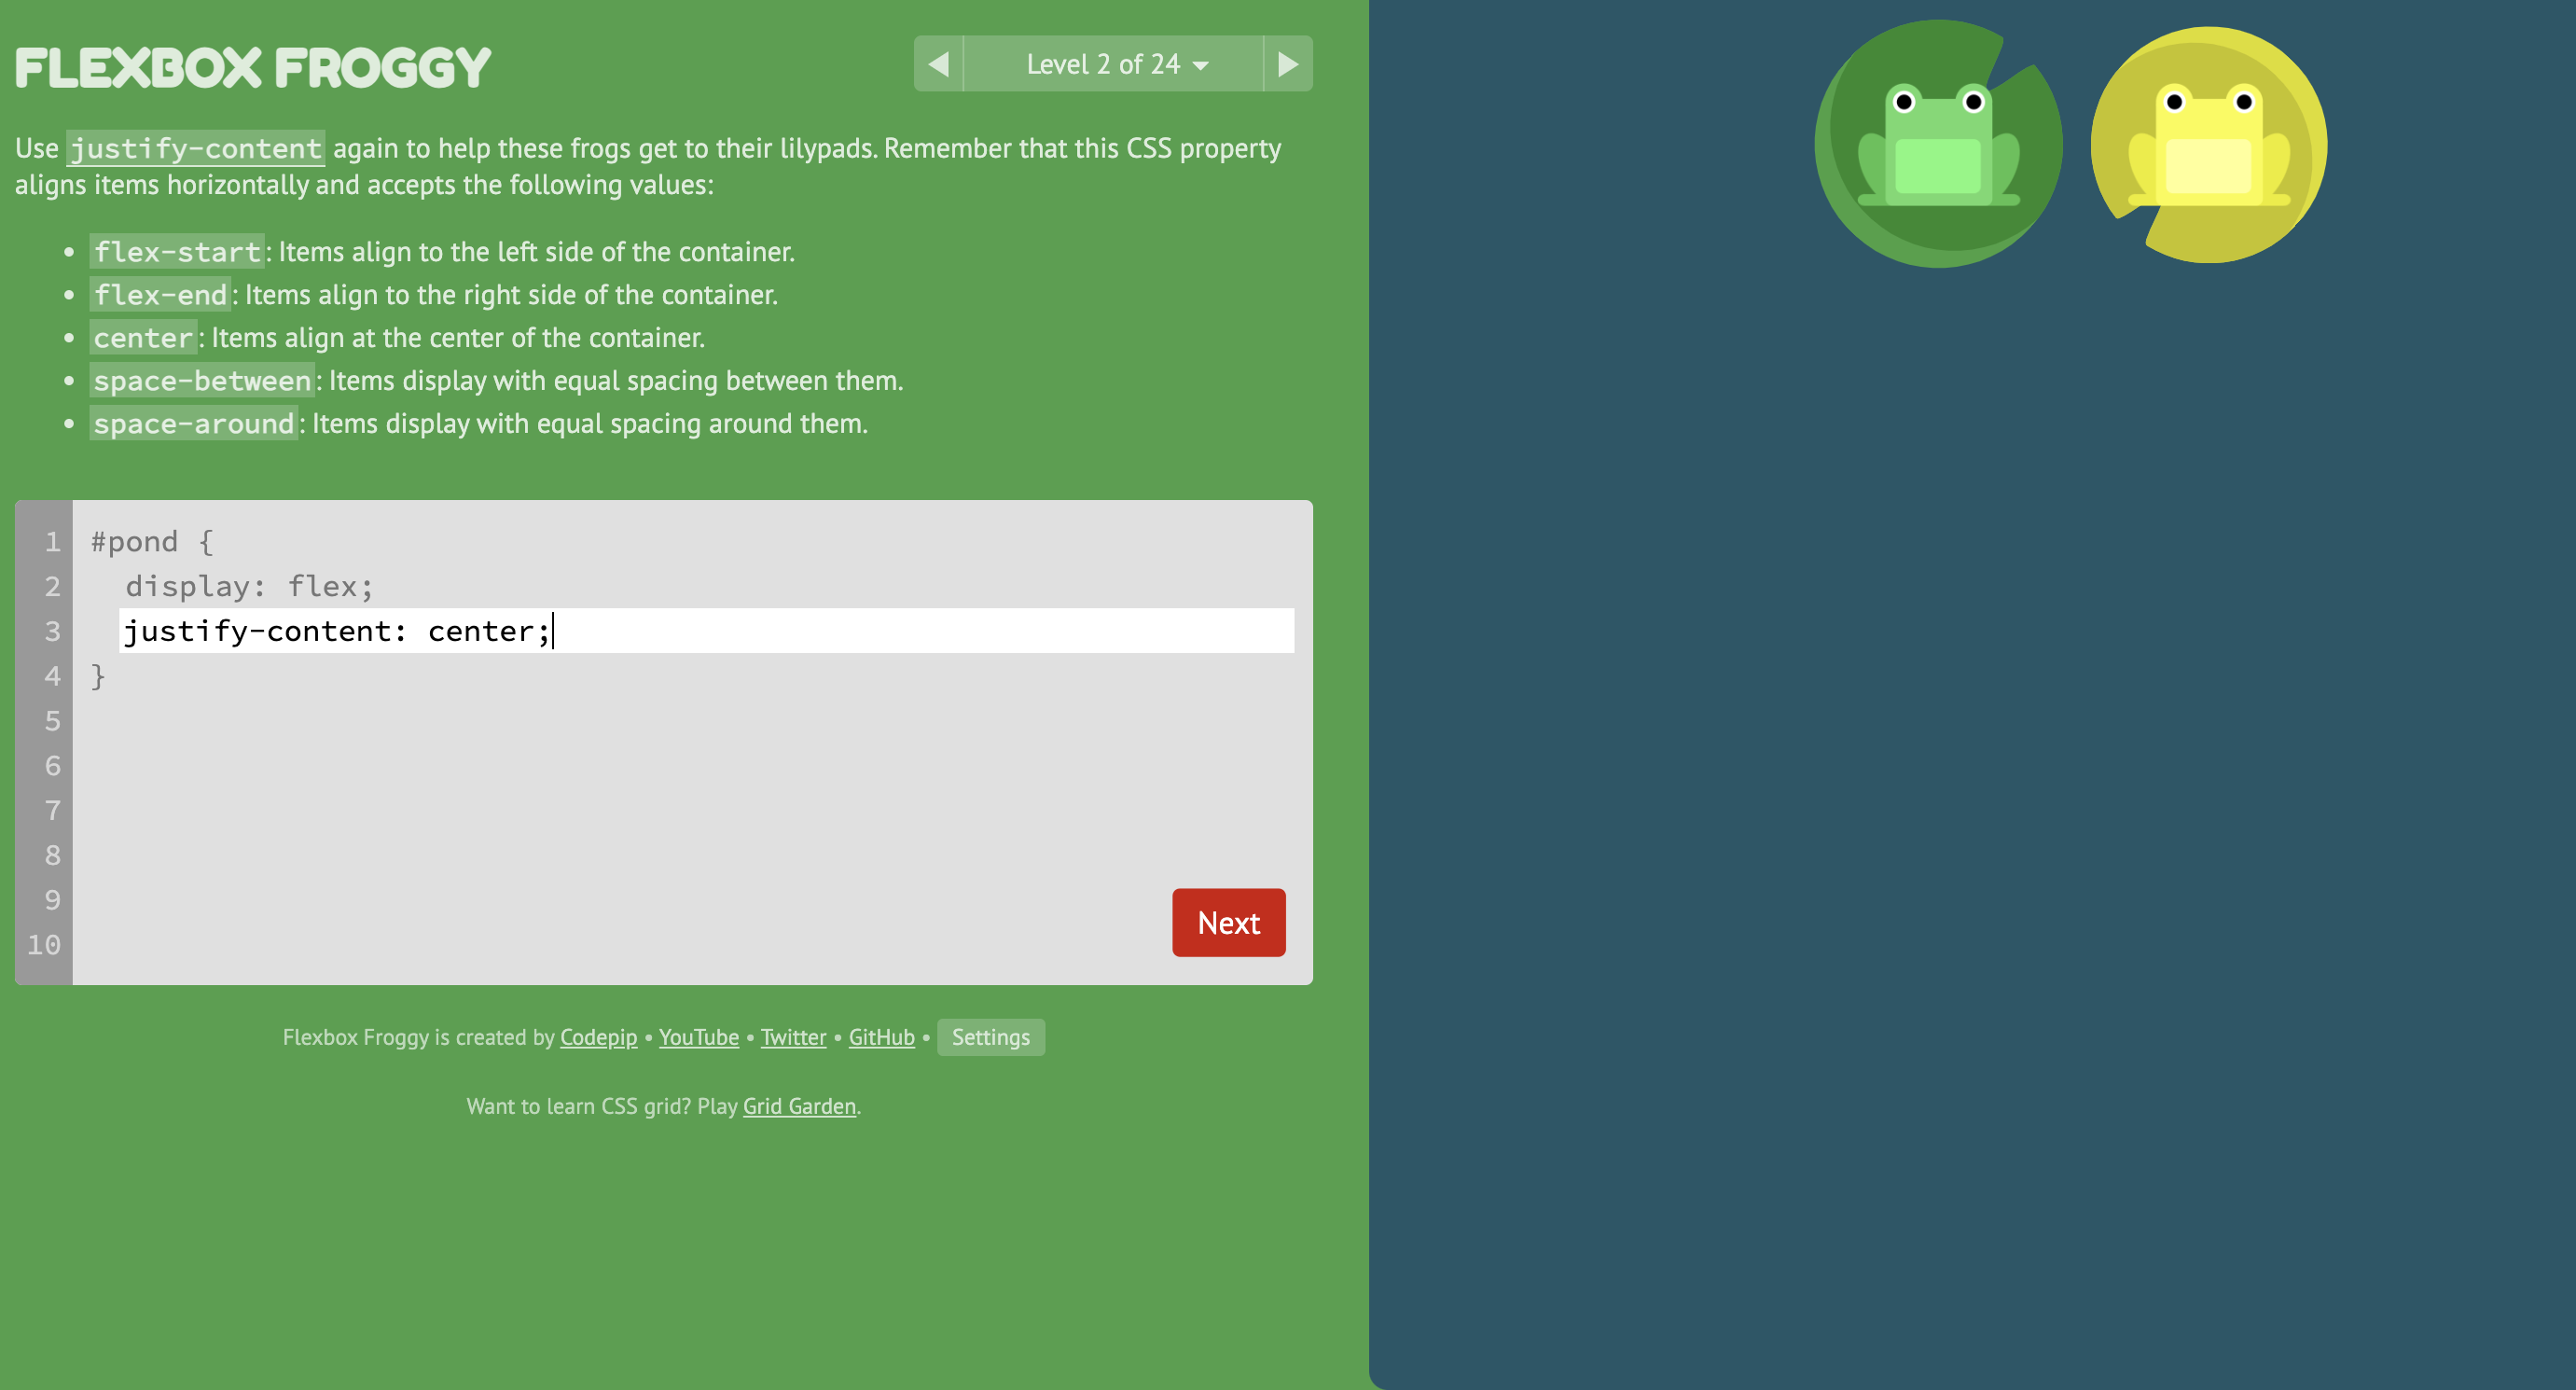 FLEXBOX FROGGY
Level 2 of 24
Use justify-content again to help these frogs get to their lilypads. Remember that this CSS property
aligns items horizontally and accepts the following values:
• flex-start: Items align to the left side of the container.
• flex-end: Items align to the right side of the container.
• center: Items align at the center of the container.
• space-between: Items display with equal spacing between them.
• space-around: Items display with equal spacing around them.
1 #pond {
2 display: flex;
3 justify-content: center;
4 }
5
6
7
8
9
10
Next
Flexbox Froggy is created by Codepip • YouTube • Twitter • GitHub • Settings
Want to learn CSS grid? Play Grid Garden.